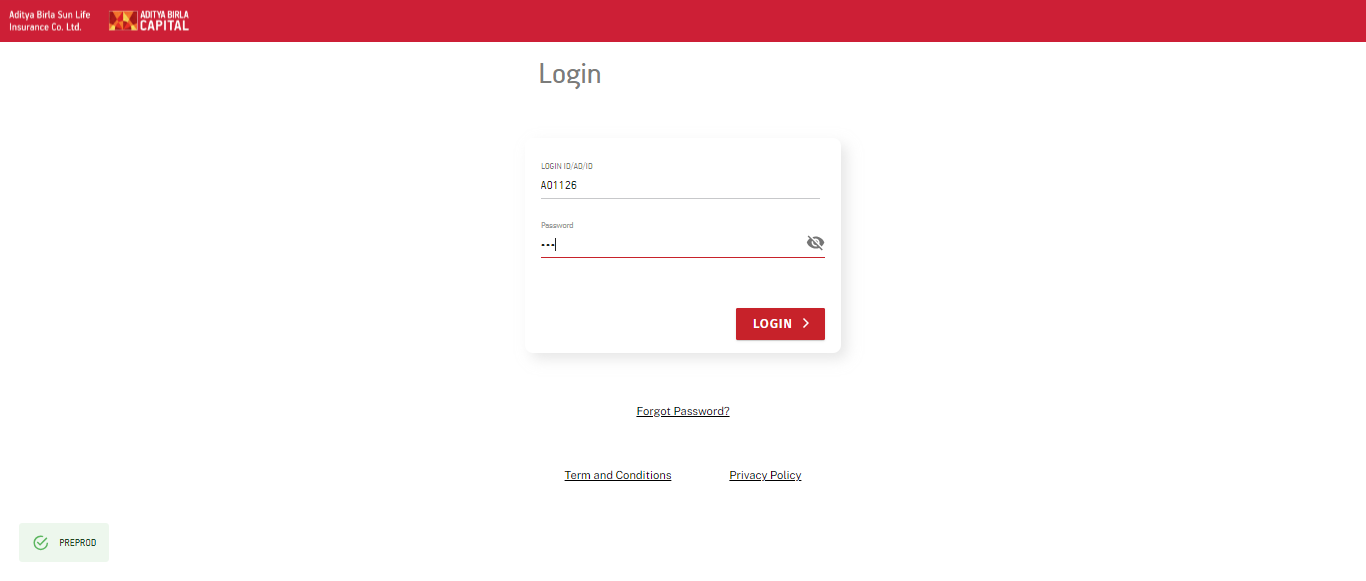 Aditya Birla Sun Life
Insurance Co. Ltd.
ADITYA BIRLA
CAPITAL
Login
LOGIN ID/AD/ID
A01126
Password
LOGIN
Forgot Password?
Term and Conditions
Privacy Policy
PREPROD